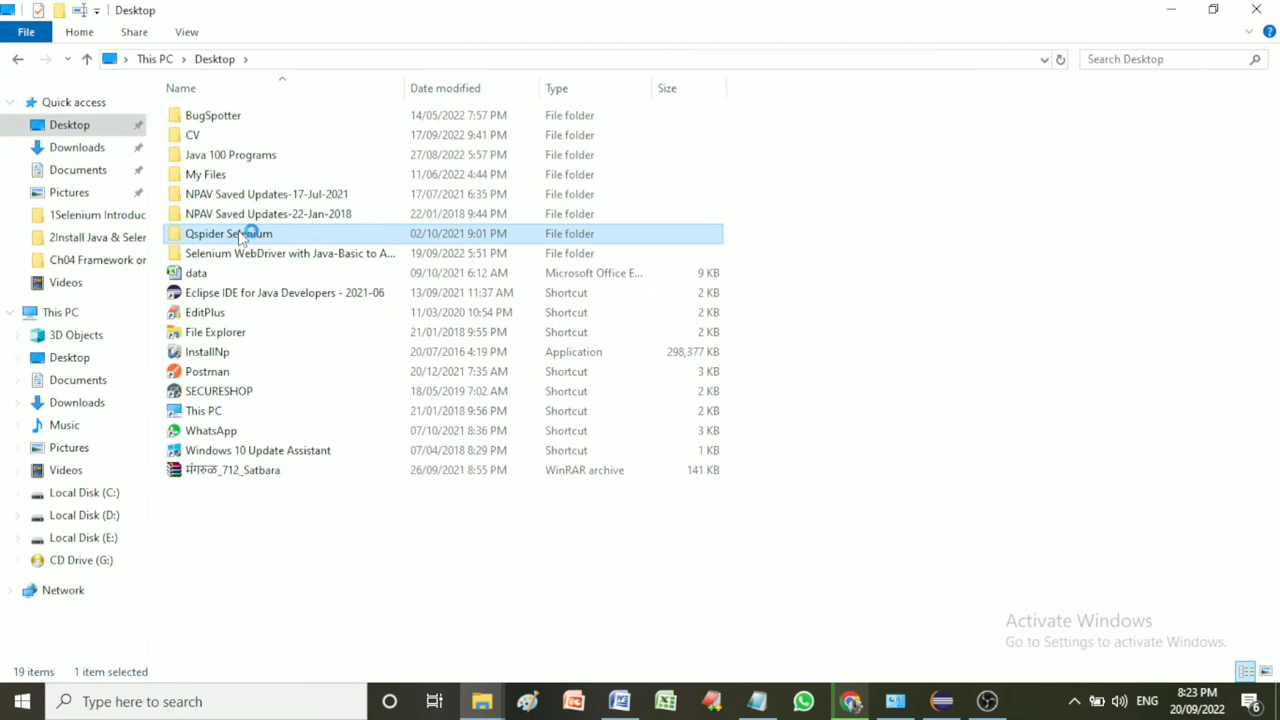 Desktop
File Home Share View
This PC Desktop
Search Desktop
Name Date modified Type Size
Quick access
Desktop
Downloads
Documents
Pictures
1Selenium Introduc
2Install Java & Seler
Ch04 Framework or
Videos
This PC
3D Objects
Desktop
Documents
Downloads
Music
Pictures
Videos
Local Disk (C:)
Local Disk (D:)
Local Disk (E:)
CD Drive (G:)
Network
BugSpotter 14/05/2022 7:57 PM File folder
CV 17/09/2022 9:41 PM File folder
Java 100 Programs 27/08/2022 5:57 PM File folder
My Files 11/06/2022 4:44 PM File folder
NPAV Saved Updates-17-Jul-2021 17/07/2021 6:35 PM File folder
NPAV Saved Updates-22-Jan-2018 22/01/2018 9:44 PM File folder
Qspider Selenium 02/10/2021 9:01 PM File folder
Selenium WebDriver with Java-Basic to A... 19/09/2022 5:51 PM File folder
data 09/10/2021 6:12 AM Microsoft Office E... 9 KB
Eclipse IDE for Java Developers - 2021-06 13/09/2021 11:37 AM Shortcut 2 KB
EditPlus 11/03/2020 10:54 PM Shortcut 2 KB
File Explorer 21/01/2018 9:55 PM Shortcut 2 KB
InstallNp 20/07/2016 4:19 PM Application 298,377 KB
Postman 20/12/2021 7:35 AM Shortcut 3 KB
SECURESHOP 18/05/2019 7:02 AM Shortcut 2 KB
This PC 21/01/2018 9:56 PM Shortcut 2 KB
WhatsApp 07/10/2021 8:36 PM Shortcut 3 KB
Windows 10 Update Assistant 07/04/2018 8:29 PM Shortcut 1 KB
मंगरुळ_712_Satbara 26/09/2021 8:55 PM WinRAR archive 141 KB
Activate Windows
Go to Settings to activate Windows.
19 items 1 item selected
Type here to search
ENG
8:23 PM
20/09/2022
6